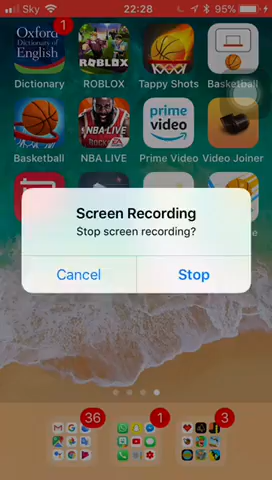 Sky 22:28 95%
1
Oxford
Dictionary of
English
ROBLOX
Dictionary ROBLOX Tappy Shots Basketball
NBA LIVE
prime
video
Basketball NBA LIVE Prime Video Video Joiner
Screen Recording
Stop screen recording?
Cancel Stop
36 1 3